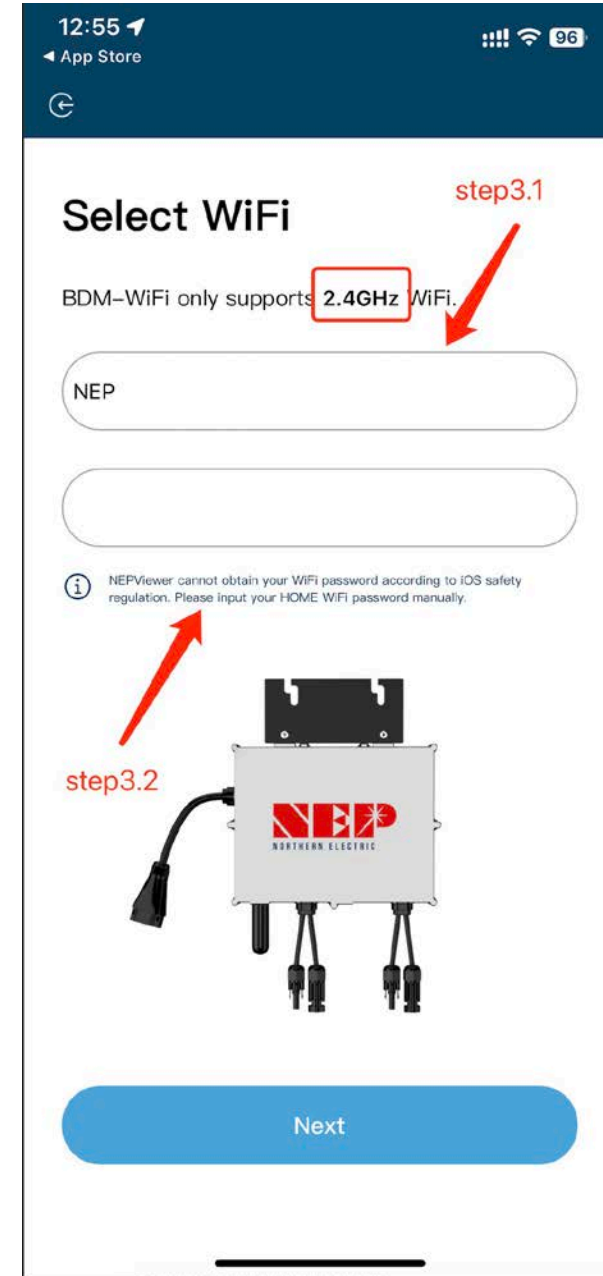 12:55
96
◀ App Store
step3.1
Select WiFi
BDM-WiFi only supports 2.4GHz WiFi.
NEP
NEPViewer cannot obtain your WiFi password according to iOS safety
regulation. Please input your HOME WiFi password manually.
step3.2
NEP
NORTHERN ELECTRIC
Next